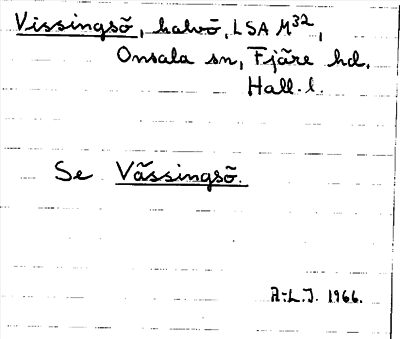 Vissingsö, halvö, LSA M32,
Onsala sn, Fjäre hd.
Hall. l.
Se Vässingsö.
A-L.J. 1966.